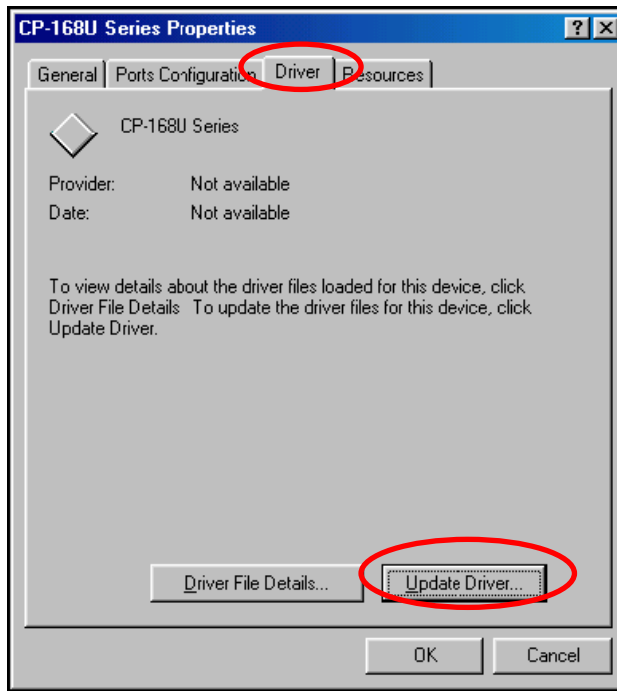 CP-168U Series Properties
General Ports Configuration Driver Resources
CP-168U Series
Provider: Not available
Date: Not available
To view details about the driver files loaded for this device, click
Driver File Details To update the driver files for this device, click
Update Driver.
Driver File Details... Update Driver...
OK Cancel